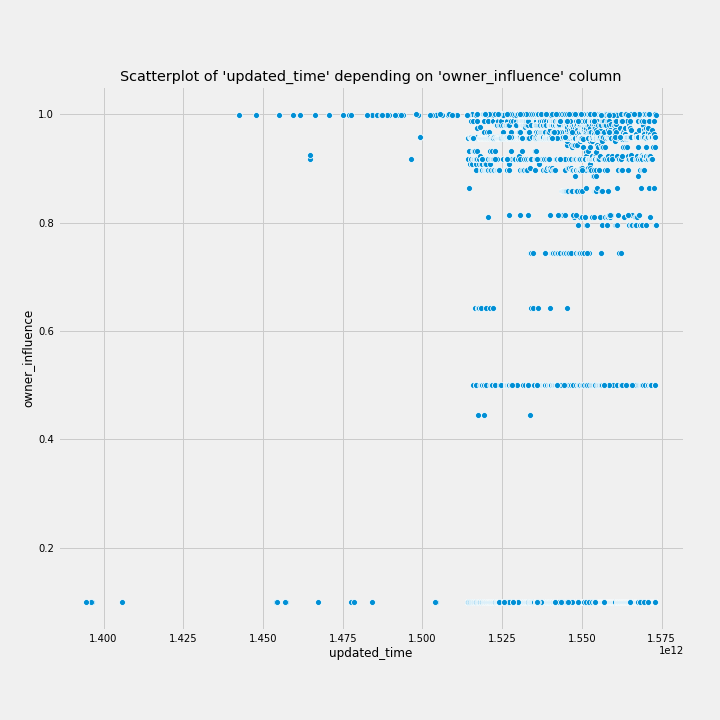 Scatterplot of 'updated_time' depending on 'owner_influence' column
1.0
0.8
0.6
0.4
0.2
owner_influence
1.400 1.425 1.450 1.475 1.500 1.525 1.550 1.575
1e12
updated_time